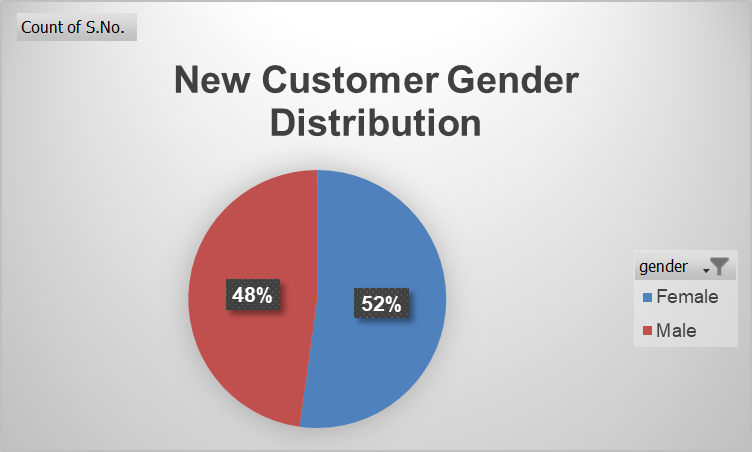 Count of S.No.
New Customer Gender
Distribution
48%
52%
gender
Female
Male